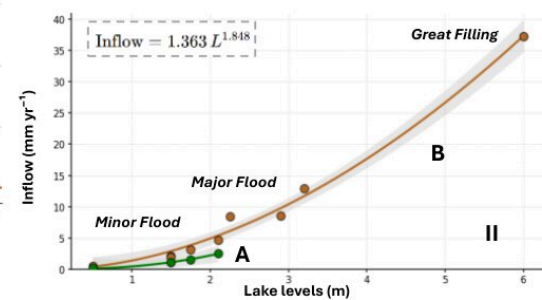 Inflow = 1.363 L^1.848
Great Filling
Major Flood
Minor Flood
A
B
II
Inflow (mm yr⁻¹)
40
35
30
25
20
15
10
5
0
1
2
3
4
5
6
Lake levels (m)